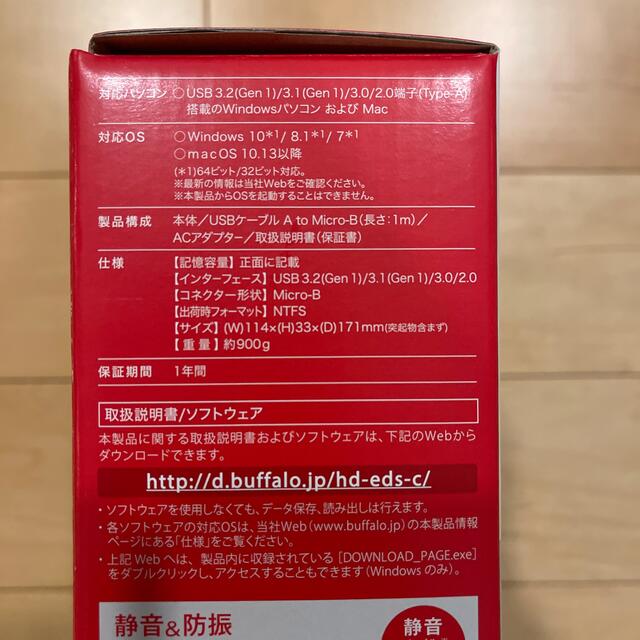 対応パソコン ○USB 3.2(Gen 1)/3.1(Gen 1)/3.0/2.0端子(Type-A)
搭載のWindowsパソコン および Mac
対応OS ○Windows 10*1/ 8.1*1/ 7*1
○macOS 10.13以降
(*1)64ビット/32ビット対応。
※最新の情報は当社Webをご確認ください。
※本製品からOSを起動することはできません。
製品構成 本体／USBケーブル A to Micro-B(長さ：1m)／
ACアダプター／取扱説明書(保証書)
仕様 【記憶容量】正面に記載
【インターフェース】USB 3.2(Gen 1)/3.1(Gen 1)/3.0/2.0
【コネクター形状】Micro-B
【出荷時フォーマット】NTFS
【サイズ】(W)114×(H)33×(D)171mm(突起物含まず)
【重量】約900g
保証期間 1年間
取扱説明書/ソフトウェア
本製品に関する取扱説明書およびソフトウェアは、下記のWebから
ダウンロードできます。
http://d.buffalo.jp/hd-eds-c/
・ソフトウェアを使用しなくても、データ保存、読み出しは行えます。
・各ソフトウェアの対応OSは、当社Web（www.buffalo.jp）の本製品情報
ページにある「仕様」をご覧ください。
・上記 Web へは、製品内に収録されている［DOWNLOAD_PAGE.exe］
をダブルクリックし、アクセスすることもできます（Windows のみ）。
静音&防振
静音